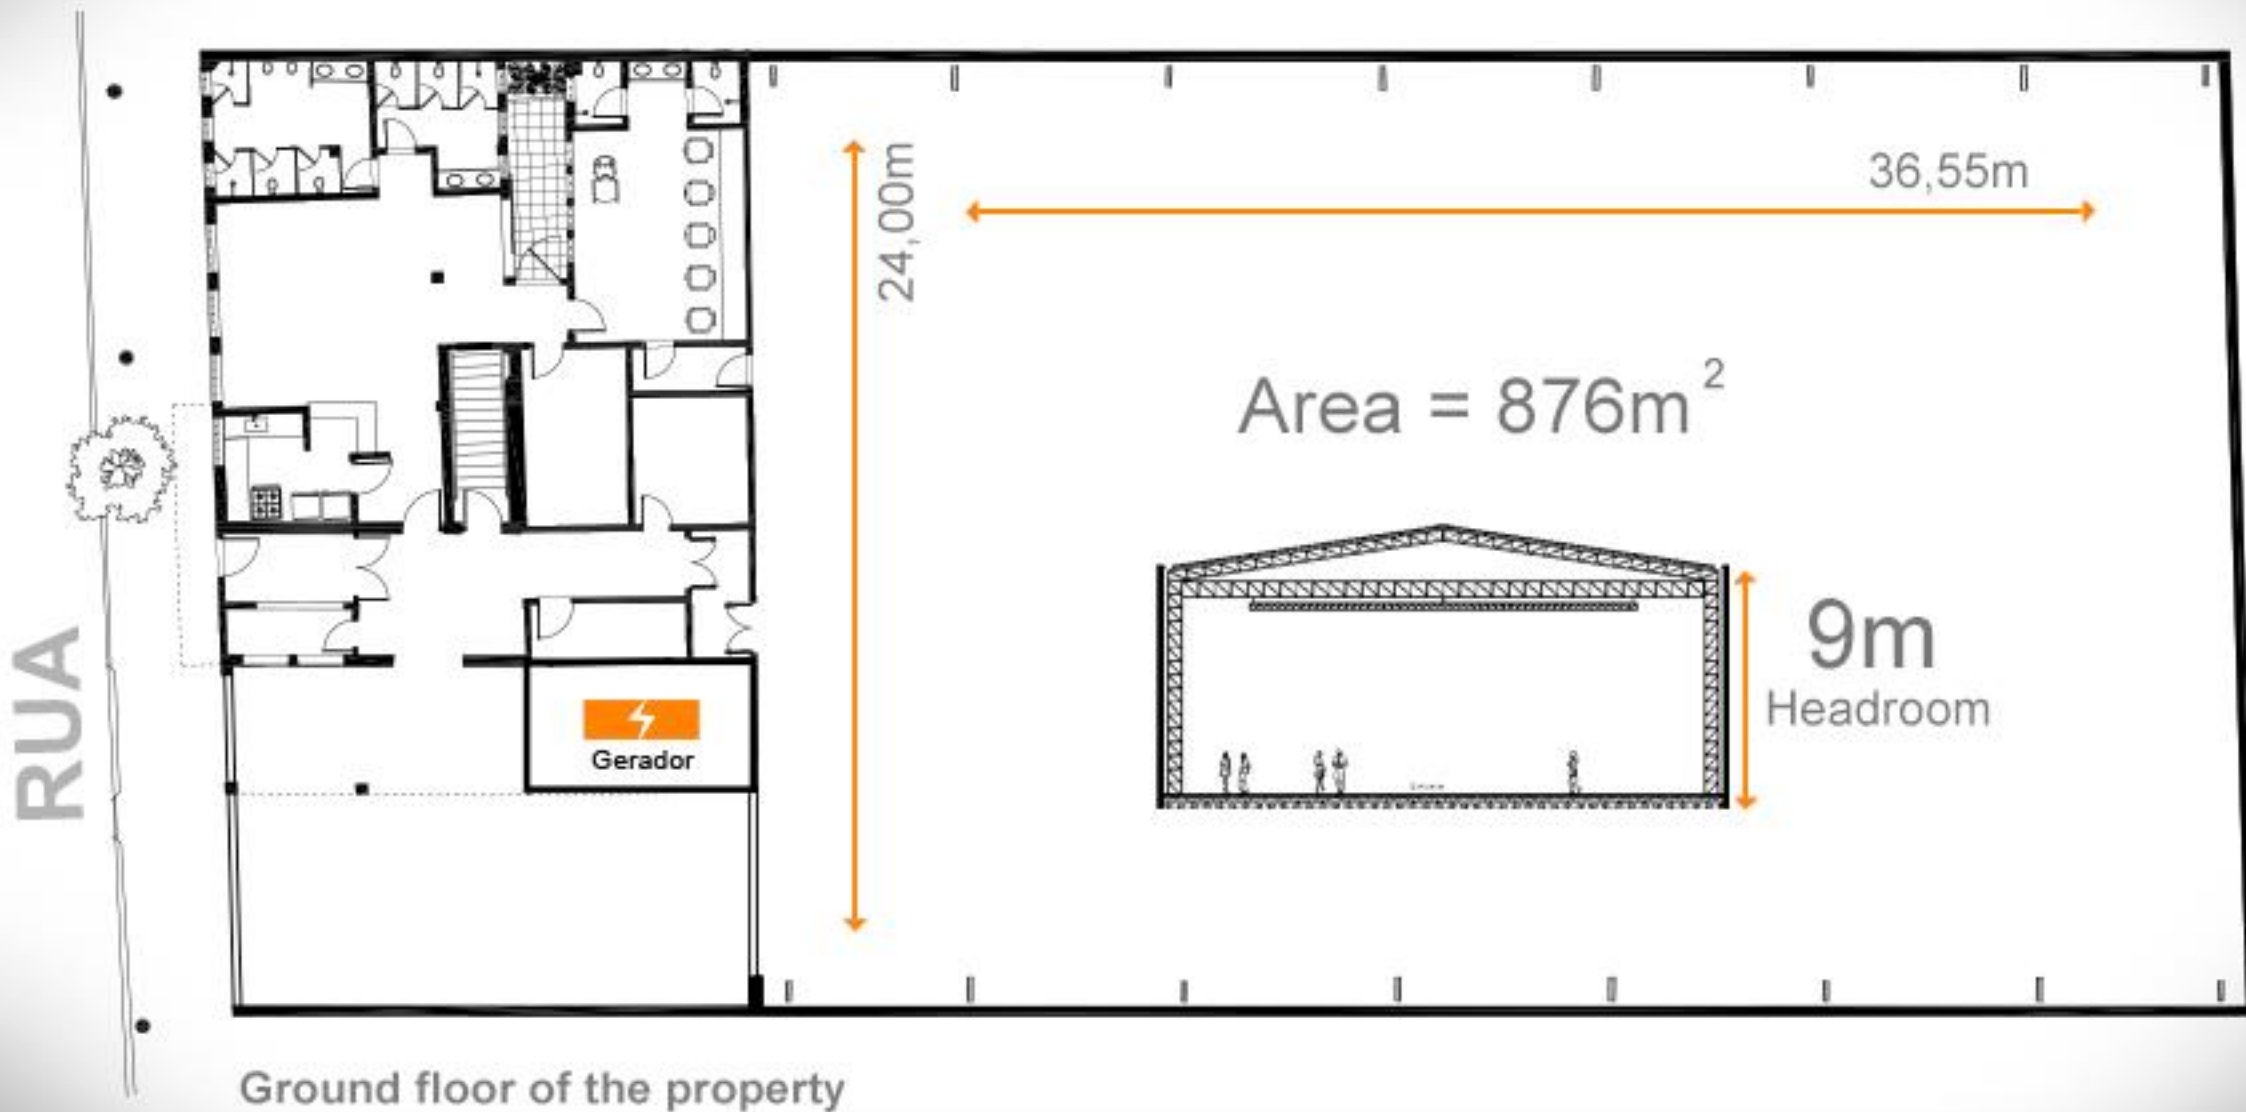 24,00m
36,55m
Area = 876m²
9m
Headroom
RUA
Gerador
Ground floor of the property